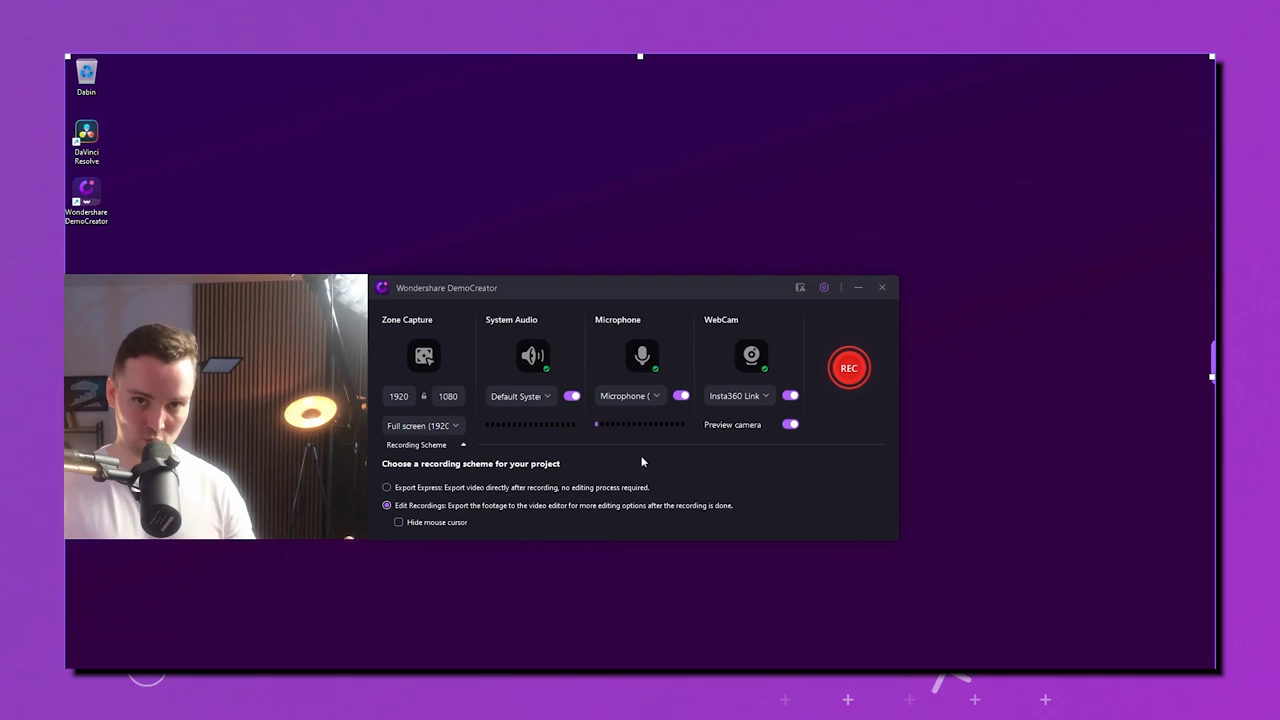 Dabin
DaVinci
Resolve
Wondershare
DemoCreator
Wondershare DemoCreator
Zone Capture
System Audio
Microphone
WebCam
REC
1920
1080
Default Syster
Microphone (
Insta360 Link
Full screen (192C
Preview camera
Recording Scheme
Choose a recording scheme for your project
Export Express: Export video directly after recording, no editing process required.
Edit Recordings: Export the footage to the video editor for more editing options after the recording is done.
Hide mouse cursor